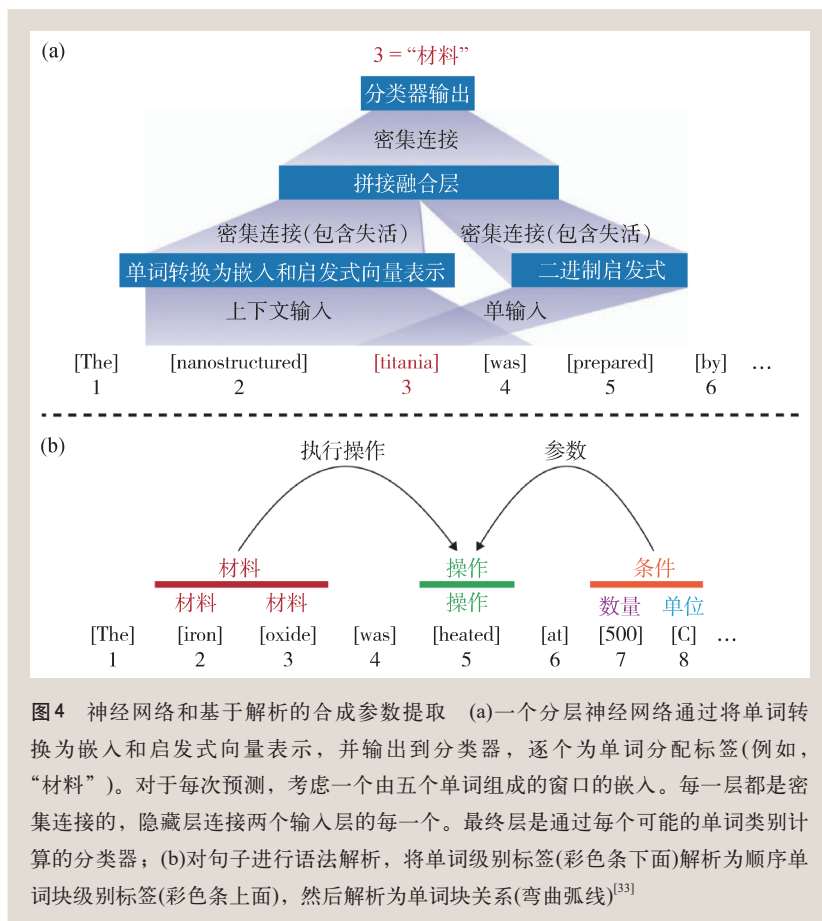 (a)
3 = “材料”
分类器输出
密集连接
拼接融合层
密集连接(包含失活) 密集连接(包含失活)
单词转换为嵌入和启发式向量表示 二进制启发式
上下文输入 单输入
[The] [nanostructured] [titania] [was] [prepared] [by] …
1 2 3 4 5 6
(b)
执行操作 参数
材料 操作 条件
材料 材料 操作 数量 单位
[The] [iron] [oxide] [was] [heated] [at] [500] [C] …
1 2 3 4 5 6 7 8
图4 神经网络和基于解析的合成参数提取 (a)一个分层神经网络通过将单词转
换为嵌入和启发式向量表示，并输出到分类器，逐个为单词分配标签(例如，
“材料”)。对于每次预测，考虑一个由五个单词组成的窗口的嵌入。每一层都是密
集连接的，隐藏层连接两个输入层的每一个。最终层是通过每个可能的单词类别计
算的分类器；(b)对句子进行语法解析，将单词级别标签(彩色条下面)解析为顺序单
词块级别标签(彩色条上面)，然后解析为单词块关系(弯曲弧线)[33]